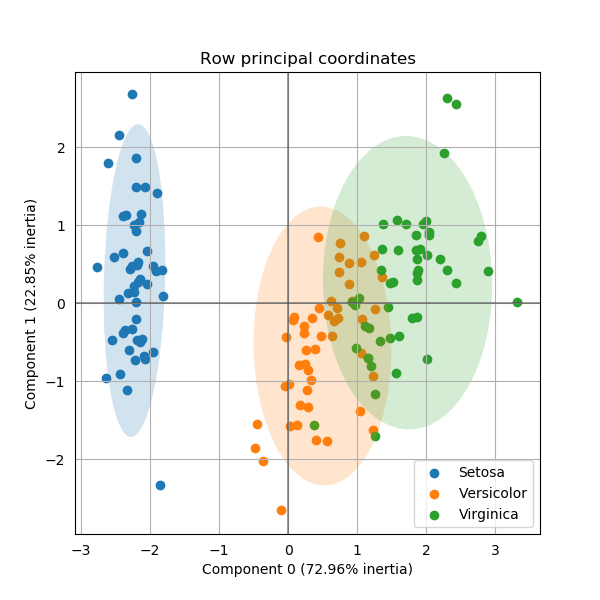 Row principal coordinates
Component 1 (22.85% inertia)
2
1
0
−1
−2
−3
−2
−1
0
1
2
3
Component 0 (72.96% inertia)
Setosa
Versicolor
Virginica